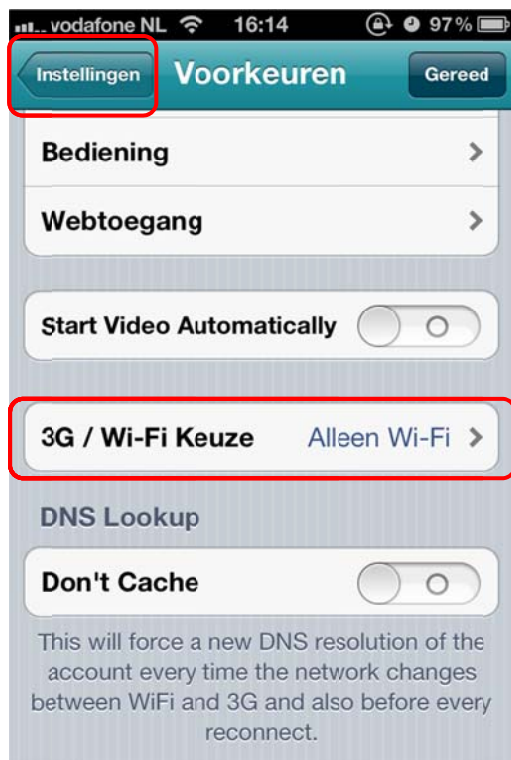 vodafone NL 16:14 97%
Instellingen Voorkeuren Gereed
Bediening
Webtoegang
Start Video Automatically
3G / Wi-Fi Keuze Alleen Wi-Fi
DNS Lookup
Don't Cache
This will force a new DNS resolution of the
account every time the network changes
between WiFi and 3G and also before every
reconnect.